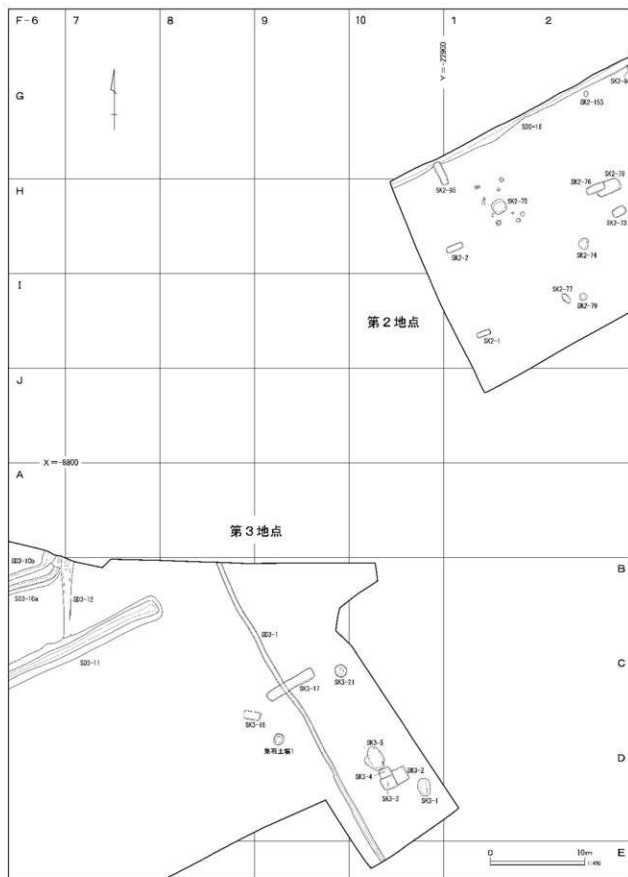 F-6 7 8 9 10 1 2
Y=-22900
G
SK2-153
SD3-16
H
SK2-65
SK2-76
SK2-78
SK2-75
SK2-73
SK2-2
SK2-74
I
SK2-77
SK2-79
第2地点
SK2-1
J
X=-8800
A
第3地点
SD3-10b
B
SD3-10a
SD3-12
SD3-1
SD3-11
SK3-17
SK3-21
C
SK3-16
集石土壙1
SK3-5
SK3-4
SK3-2
D
SK3-3
SK3-1
0 10m
E